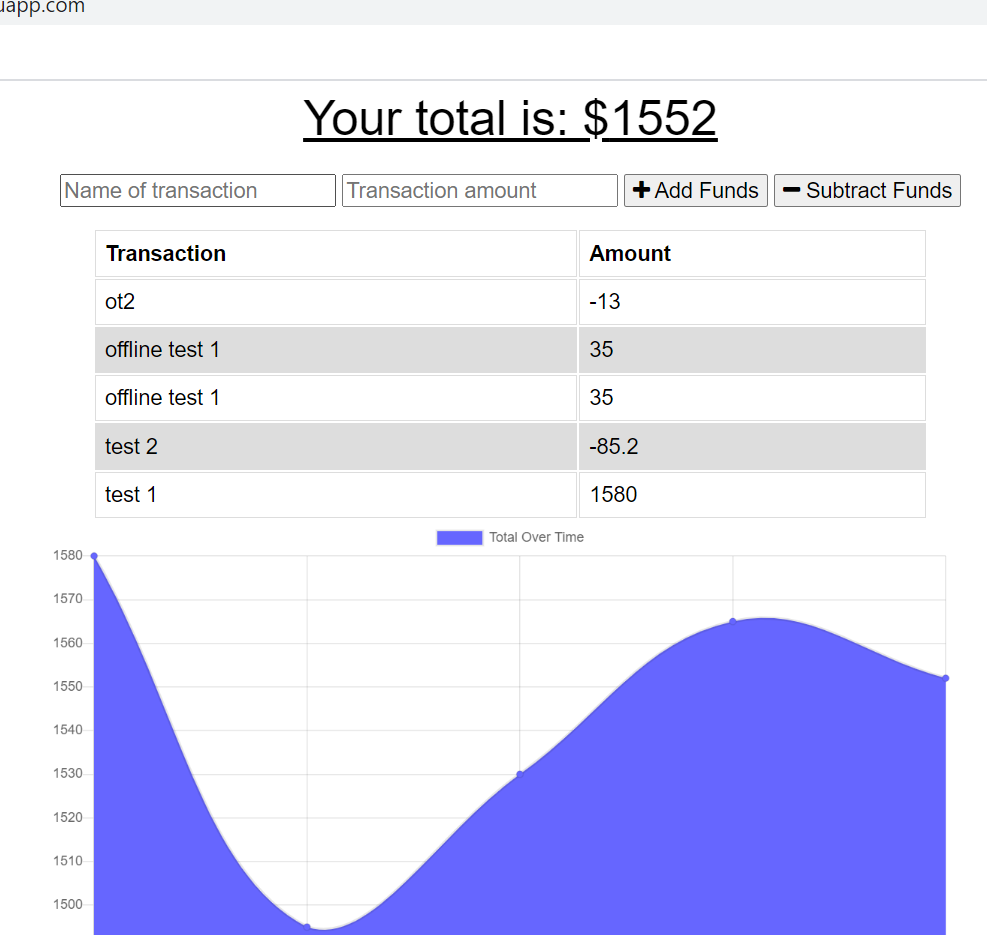 uapp.com
Your total is: $1552
Name of transaction Transaction amount Add Funds Subtract Funds
Transaction Amount
ot2 -13
offline test 1 35
offline test 1 35
test 2 -85.2
test 1 1580
Total Over Time
1580
1570
1560
1550
1540
1530
1520
1510
1500